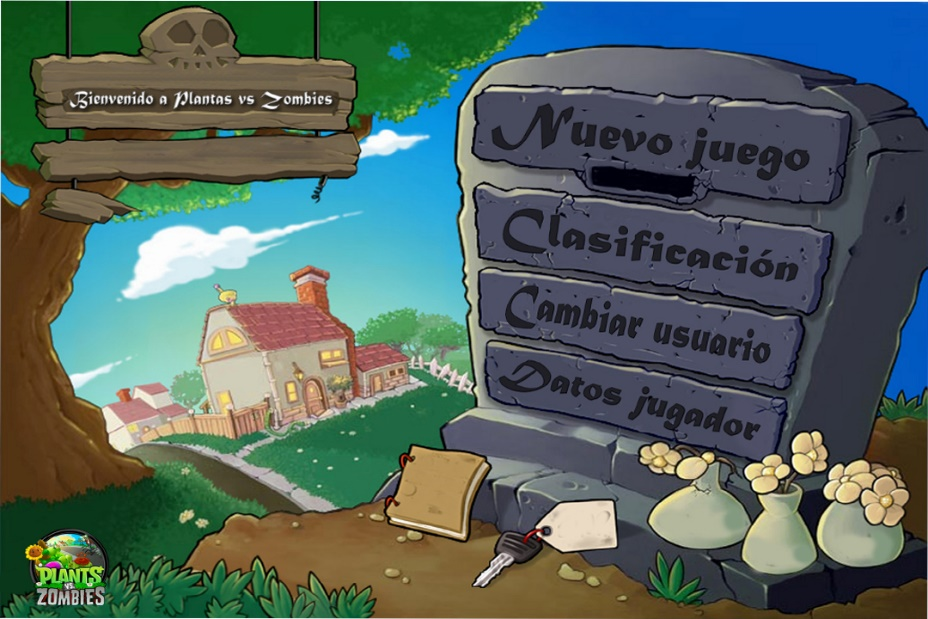 Bienvenido a Plantas vs Zombies
Nuevo juego
Clasificación
Cambiar usuario
Datos jugador
PLANTS
VS.
ZOMBIES